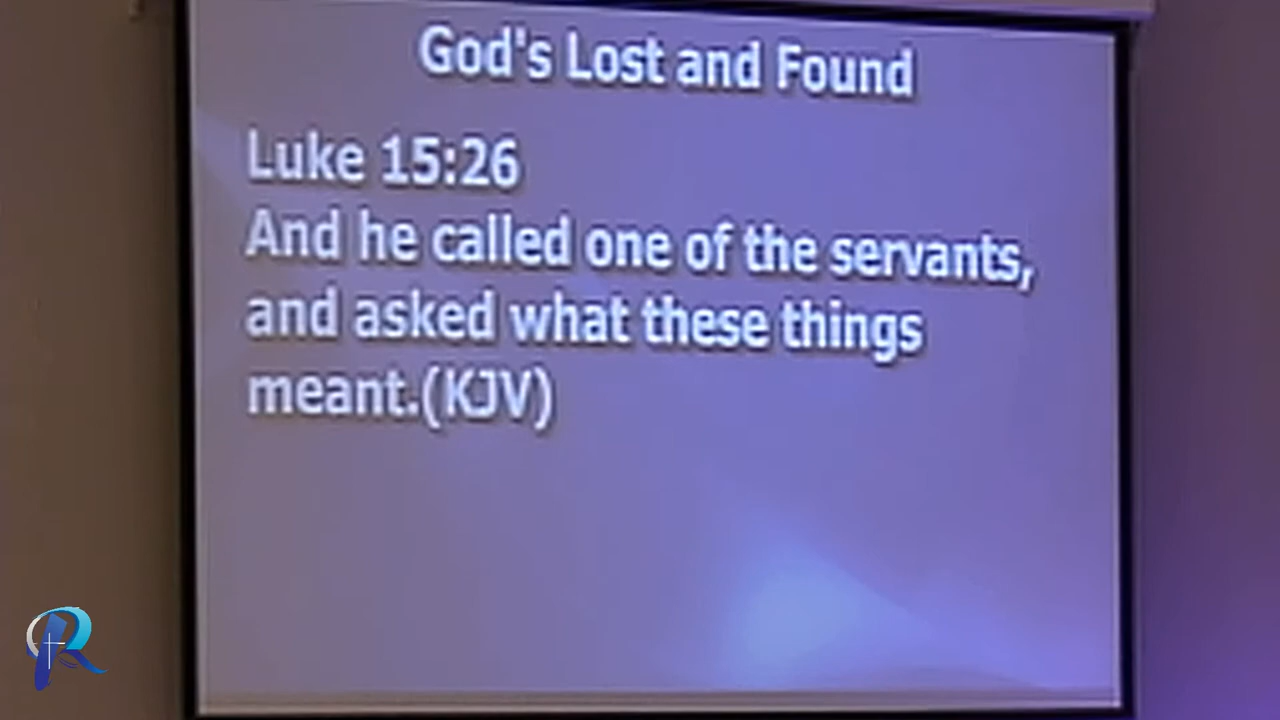 God's Lost and Found
Luke 15:26
And he called one of the servants,
and asked what these things
meant.(KJV)